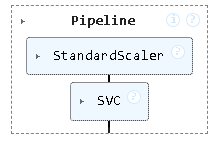 ▸ Pipeline i ?
▸ StandardScaler ?
▸ SVC ?